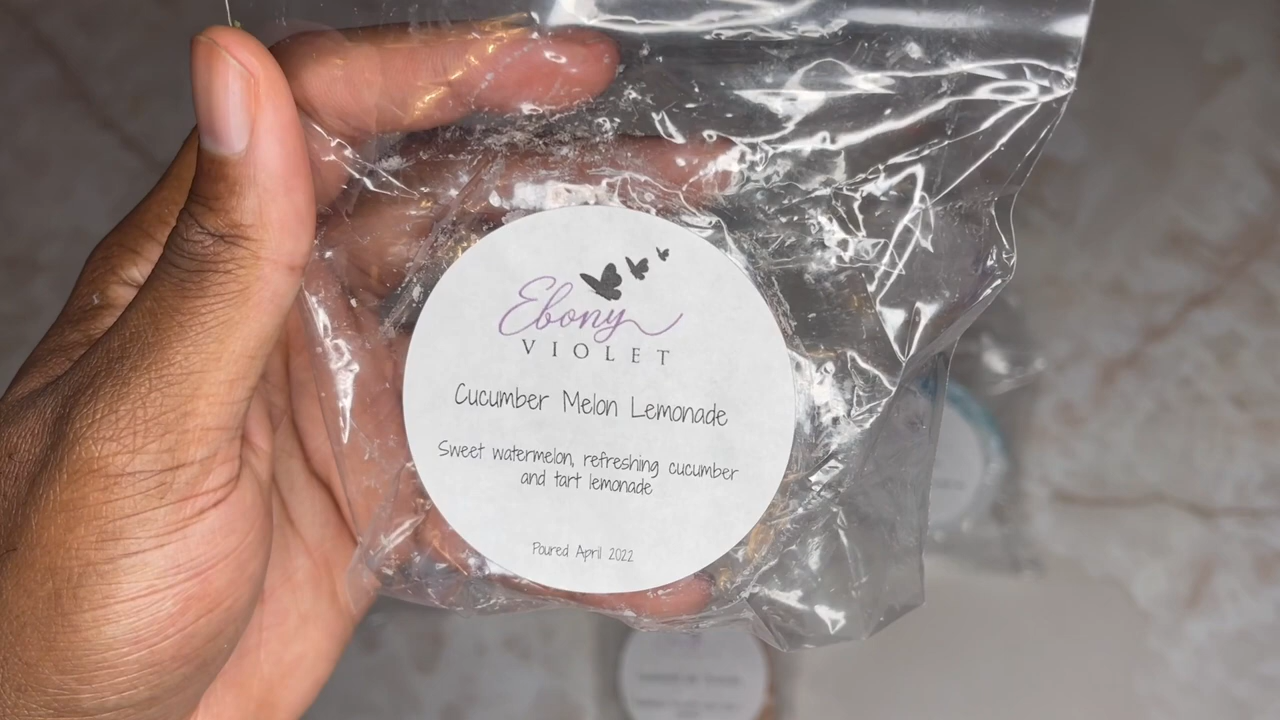 Ebony
VIOLET
Cucumber Melon Lemonade
Sweet watermelon, refreshing cucumber
and tart lemonade
Poured April 2022